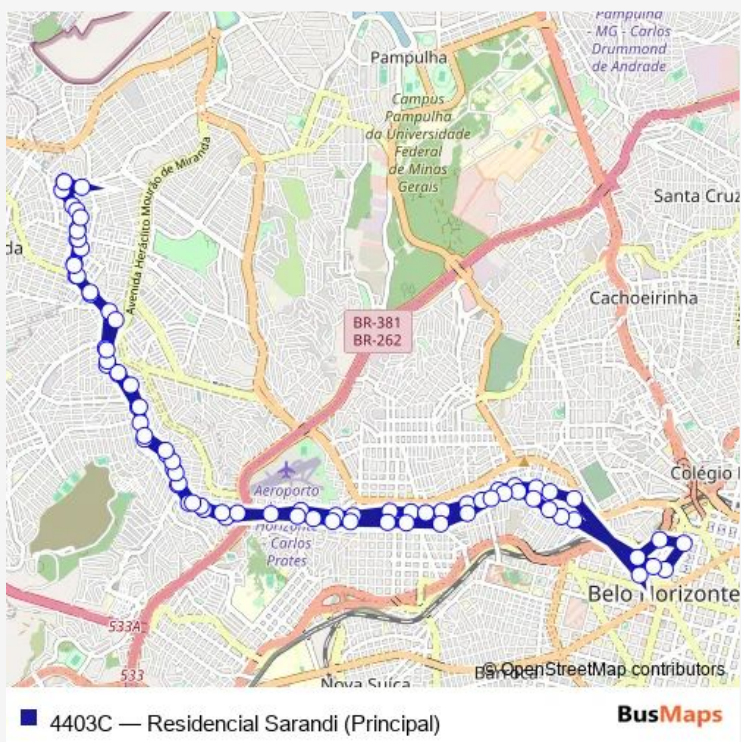 Pampulha
- MG - Carlos
Drummond
de Andrade
Pampulha
Campus
Pampulha
da Universidade
Federal
de Minas
Gerais
Avenida Heráclito Mourão de Miranda
Santa Cruz
da
Cachoeirinha
BR-381
BR-262
Colégio
Aeroporto
Horizonte
- Carlos
Prates
Belo Horizonte
533A
533
Nova Suíça
Barroca
© OpenStreetMap contributors
4403C — Residencial Sarandi (Principal)
BusMaps